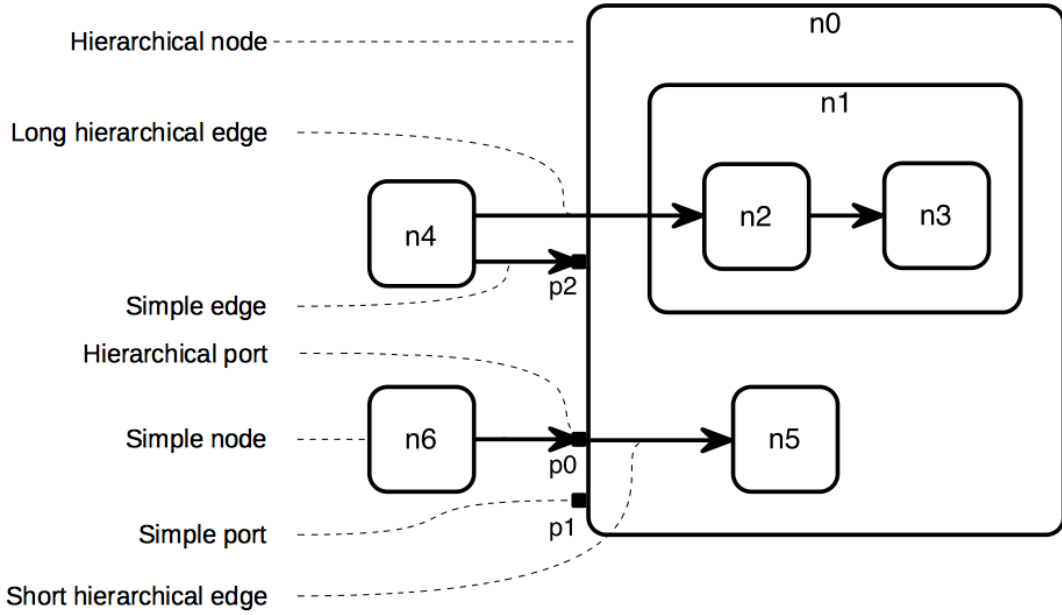 n0
Hierarchical node
n1
Long hierarchical edge
n2
n3
n4
p2
Simple edge
Hierarchical port
n6
n5
Simple node
p0
p1
Simple port
Short hierarchical edge